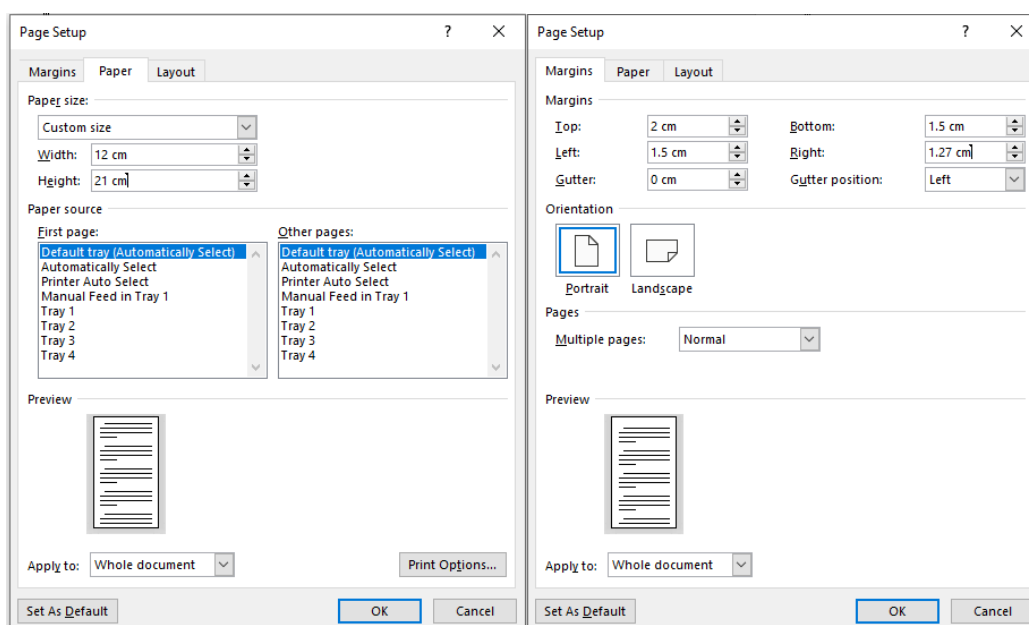 Page Setup
? ×
Margins Paper Layout
Paper size:
Custom size
Width: 12 cm
Height: 21 cm
Paper source
First page: Other pages:
Default tray (Automatically Select) Default tray (Automatically Select)
Automatically Select Automatically Select
Printer Auto Select Printer Auto Select
Manual Feed in Tray 1 Manual Feed in Tray 1
Tray 1 Tray 1
Tray 2 Tray 2
Tray 3 Tray 3
Tray 4 Tray 4
Preview
Apply to: Whole document Print Options...
Set As Default OK Cancel
Page Setup
? ×
Margins Paper Layout
Margins
Top: 2 cm Bottom: 1.5 cm
Left: 1.5 cm Right: 1.27 cm
Gutter: 0 cm Gutter position: Left
Orientation
Portrait Landscape
Pages
Multiple pages: Normal
Preview
Apply to: Whole document
Set As Default OK Cancel